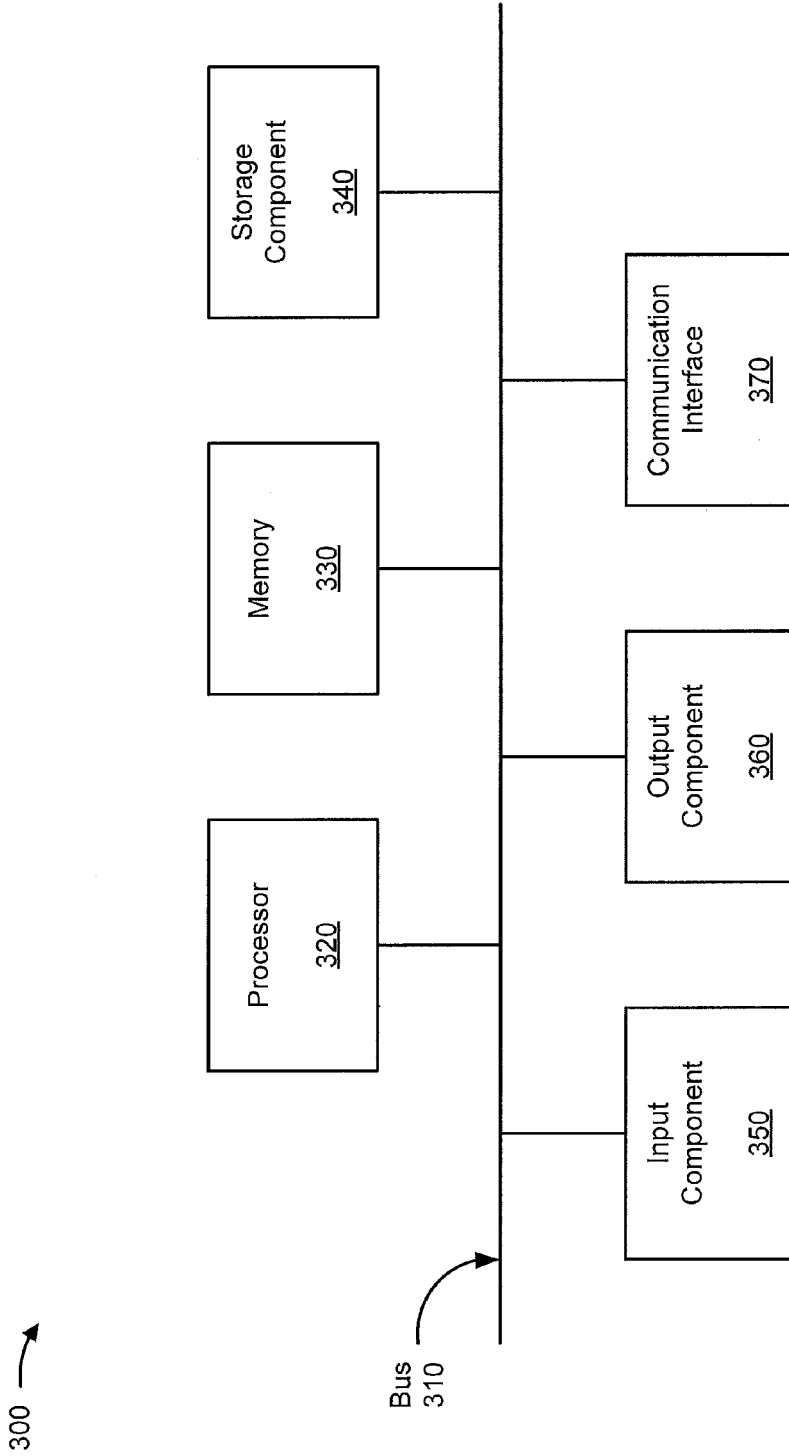 300
Bus
310
Processor
320
Memory
330
Storage
Component
340
Input
Component
350
Output
Component
360
Communication
Interface
370